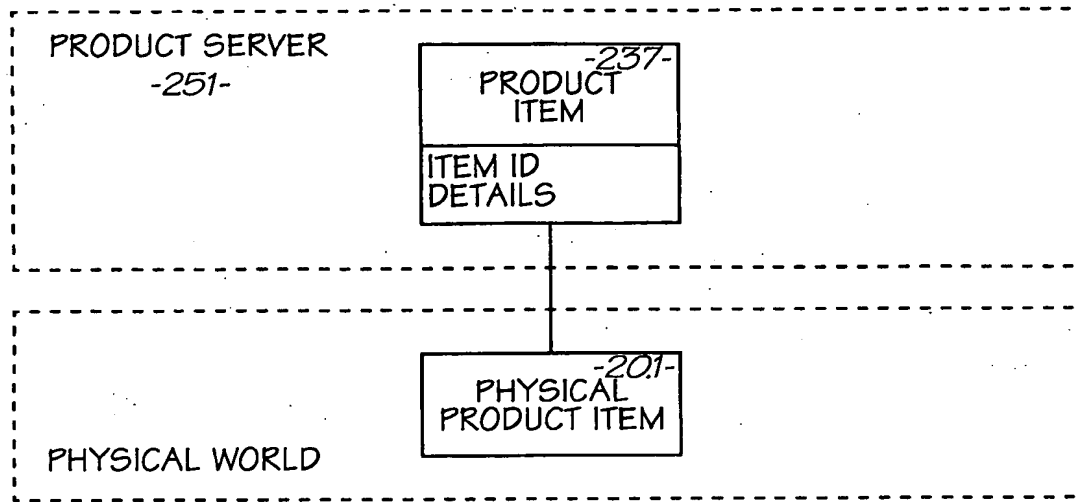 PRODUCT SERVER
-251-
-237-
PRODUCT
ITEM
ITEM ID
DETAILS
-201-
PHYSICAL
PRODUCT ITEM
PHYSICAL WORLD